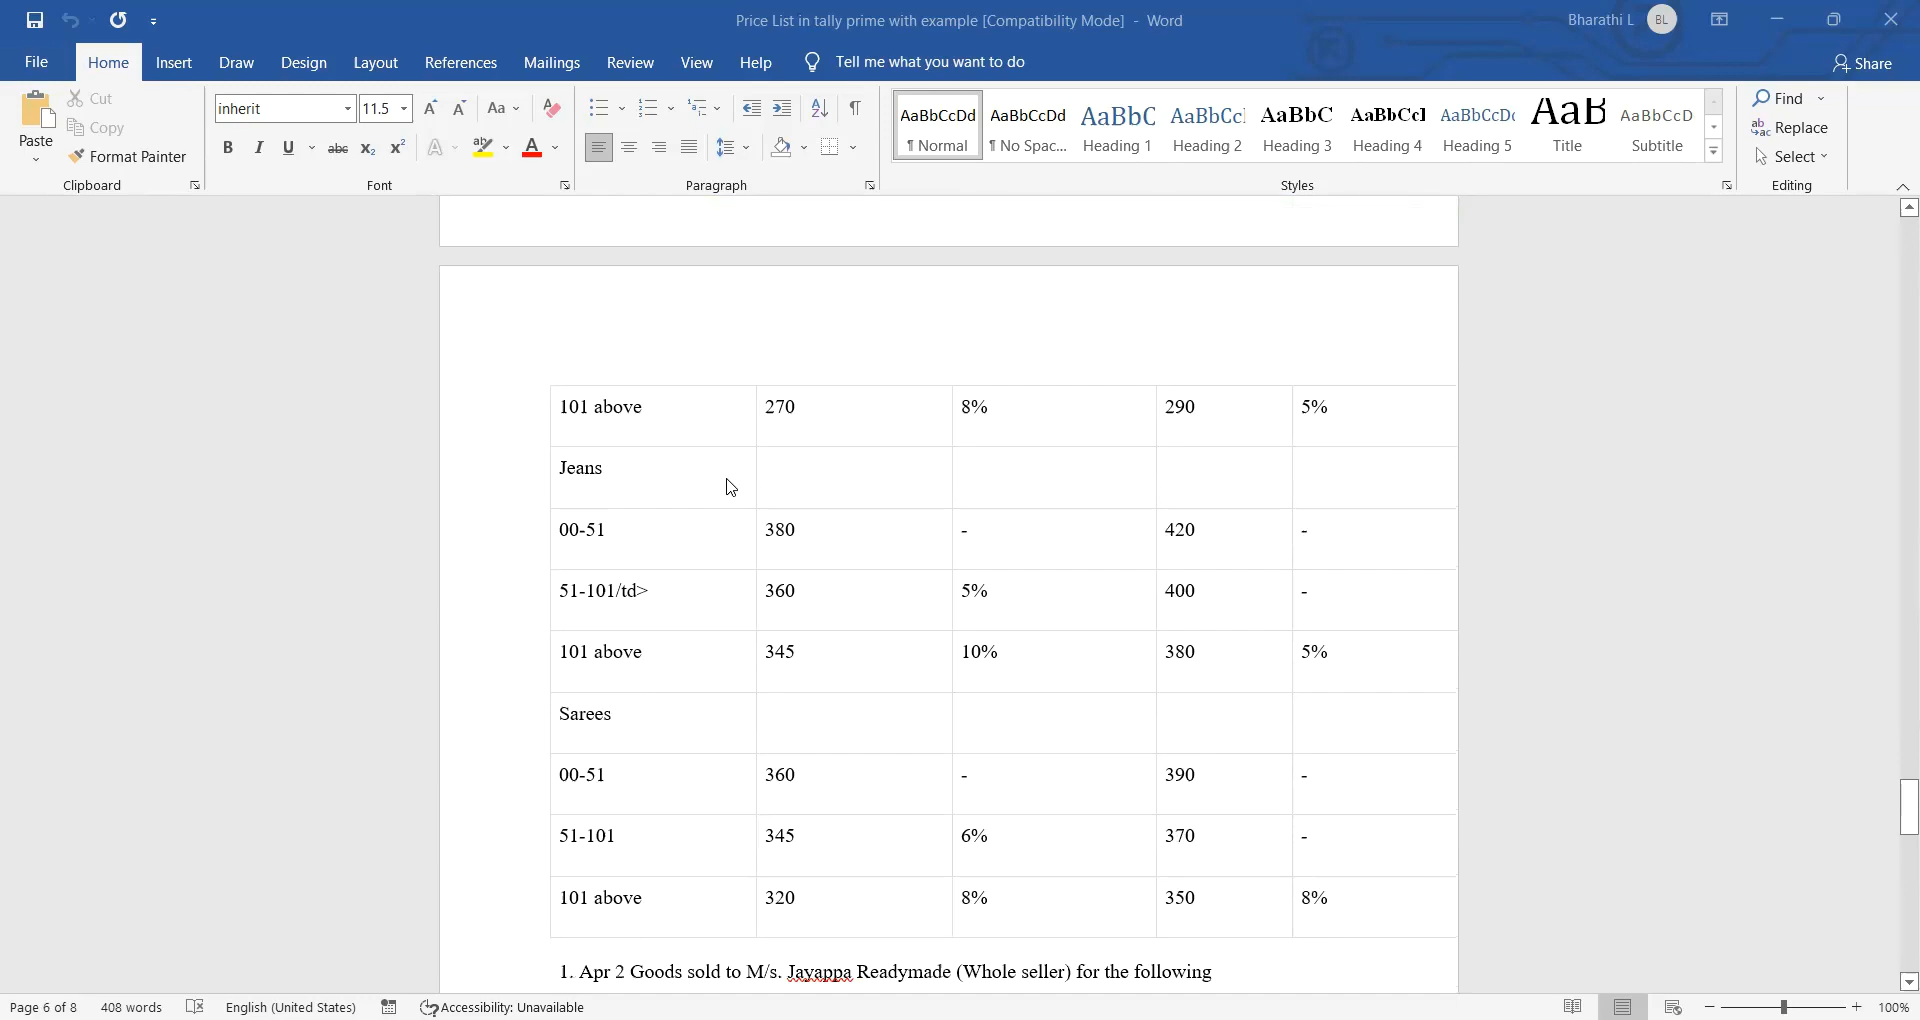 Price List in tally prime with example [Compatibility Mode] - Word
Bharathi L BL
File Home Insert Draw Design Layout References Mailings Review View Help Tell me what you want to do Share
Paste Cut Copy Format Painter
Clipboard
inherit 11.5 Aa
B I U abc x₂ x² A ab A
Font
Paragraph
AaBbCcDd ¶ Normal
AaBbCcDd ¶ No Spac...
AaBbC Heading 1
AaBbCc Heading 2
AaBbC Heading 3
AaBbCcI Heading 4
AaBbCcDc Heading 5
AaB Title
AaBbCcD Subtitle
Styles
Find
Replace
Select
Editing
101 above 270 8% 290 5%
Jeans
00-51 380 - 420 -
51-101/td> 360 5% 400 -
101 above 345 10% 380 5%
Sarees
00-51 360 - 390 -
51-101 345 6% 370 -
101 above 320 8% 350 8%
1. Apr 2 Goods sold to M/s. Jayappa Readymade (Whole seller) for the following
Page 6 of 8 408 words English (United States) Accessibility: Unavailable 100%